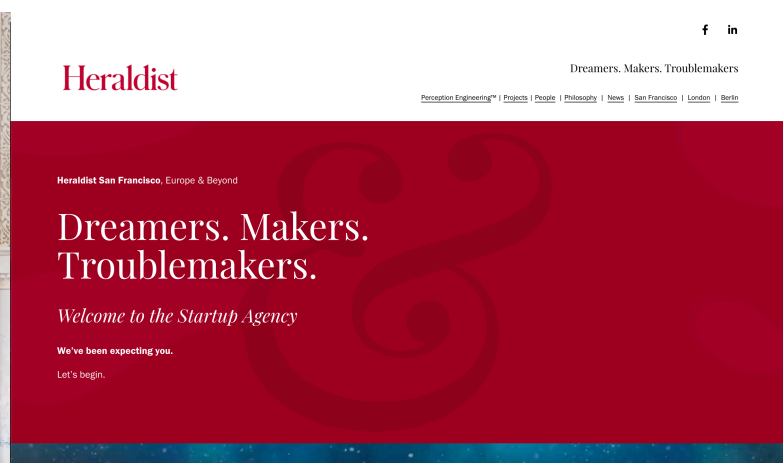 Heraldist
Dreamers. Makers. Troublemakers
Perception Engineering™ | Projects | People | Philosophy | News | San Francisco | London | Berlin
&
Heraldist San Francisco, Europe & Beyond
Dreamers. Makers.
Troublemakers.
Welcome to the Startup Agency
We've been expecting you.
Let's begin.